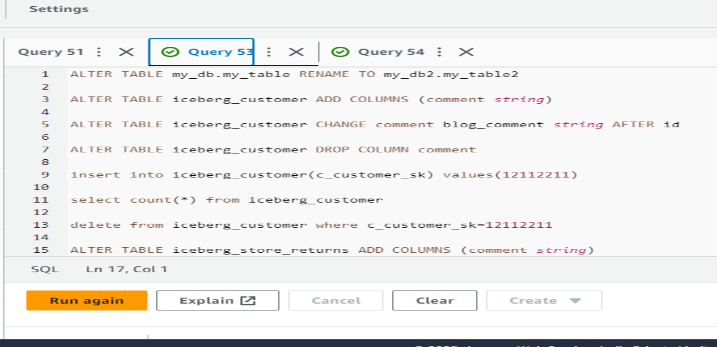 Settings
Query 51 Query 53 Query 54
1 ALTER TABLE my_db.my_table RENAME TO my_db2.my_table2
2
3 ALTER TABLE iceberg_customer ADD COLUMNS (comment string)
4
5 ALTER TABLE iceberg_customer CHANGE comment blog_comment string AFTER id
6
7 ALTER TABLE iceberg_customer DROP COLUMN comment
8
9 insert into iceberg_customer(c_customer_sk) values(12112211)
10
11 select count(*) from iceberg_customer
12
13 delete from iceberg_customer where c_customer_sk=12112211
14
15 ALTER TABLE iceberg_store_returns ADD COLUMNS (comment string)
SQL Ln 17, Col 1
Run again Explain Cancel Clear Create